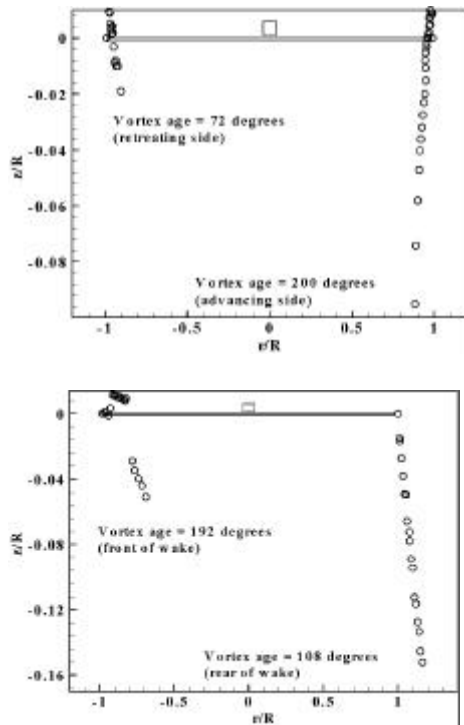 0
-0.02
-0.04
-0.06
-0.08
z/R
Vortex age = 72 degrees
(retreating side)
Vortex age = 200 degrees
(advancing side)
-1 -0.5 0 0.5 1
r/R
0
-0.04
-0.08
-0.12
-0.16
z/R
Vortex age = 192 degrees
(front of wake)
Vortex age = 108 degrees
(rear of wake)
-1 -0.5 0 0.5 1
r/R